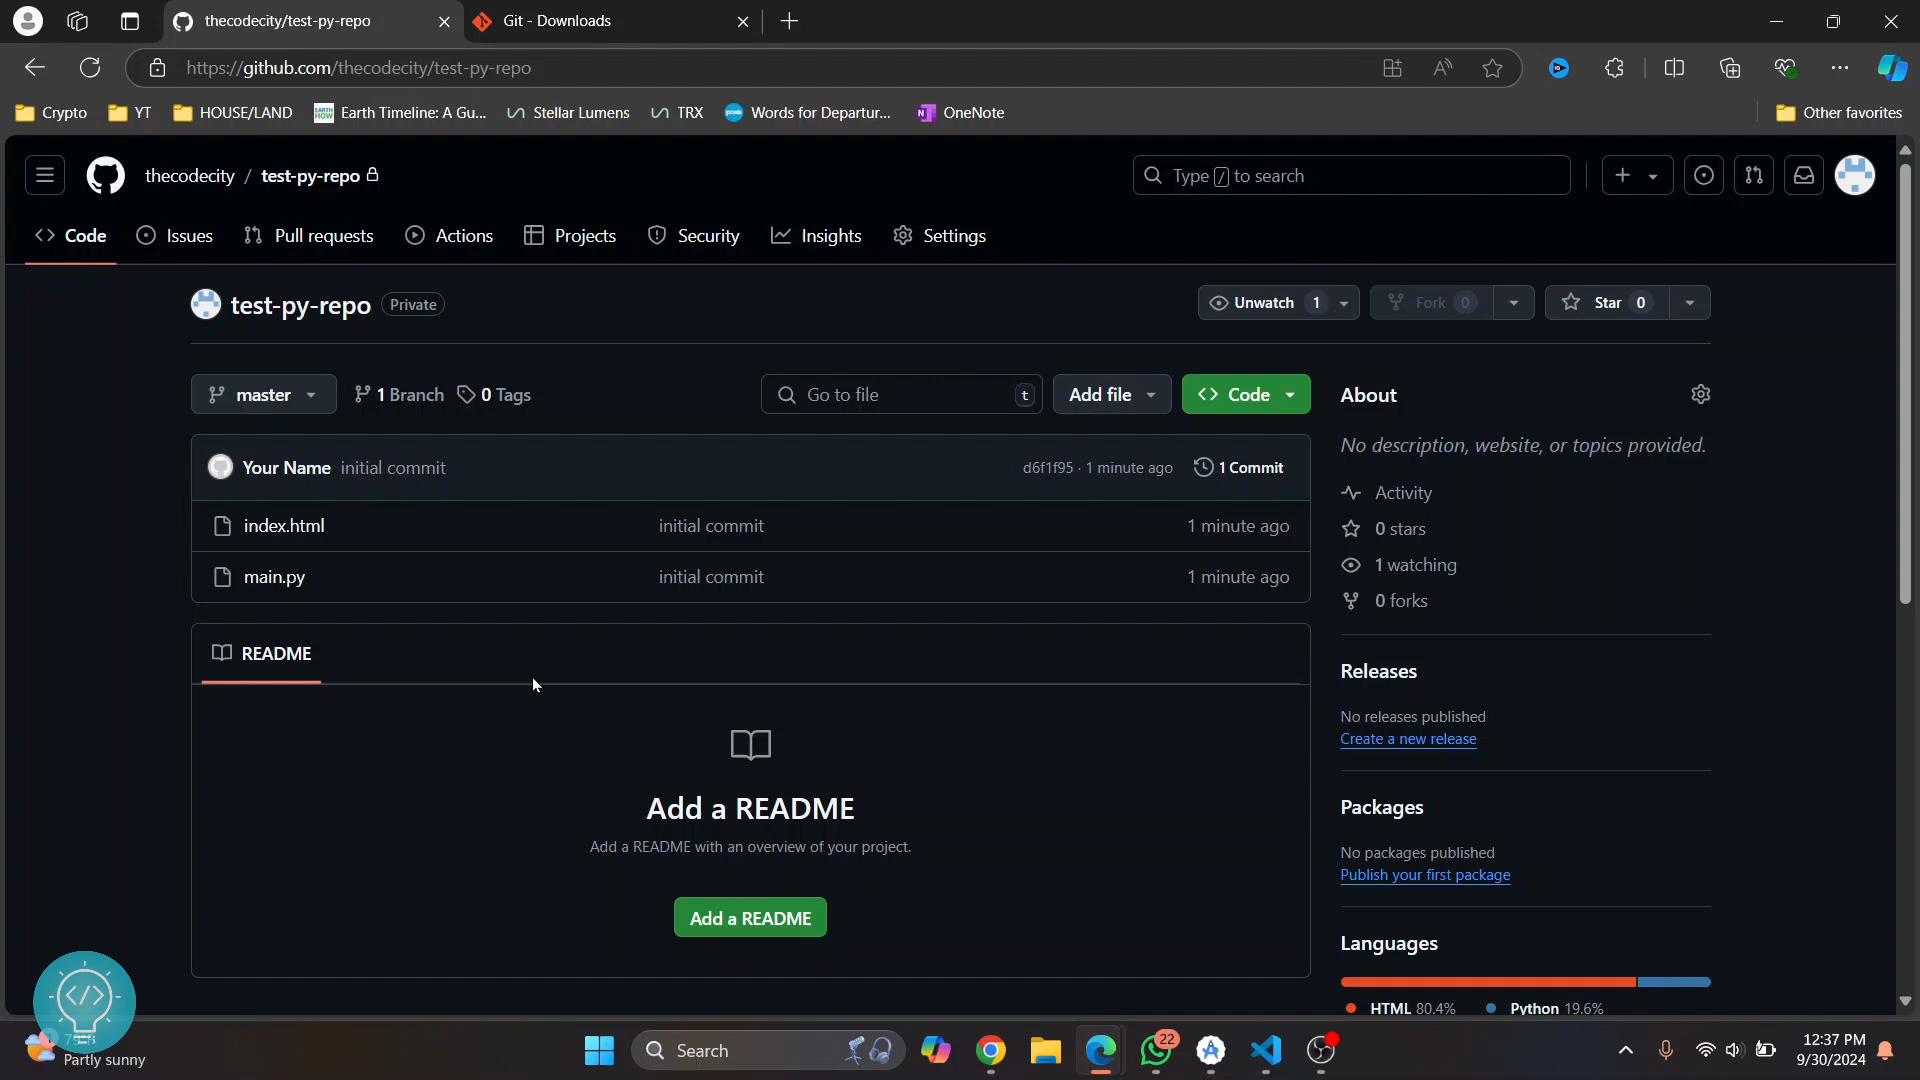 thecodecity/test-py-repo
Git - Downloads
https://github.com/thecodecity/test-py-repo
Crypto
YT
HOUSE/LAND
EARTH HOW
Earth Timeline: A Gu...
Stellar Lumens
TRX
Words for Departur...
OneNote
Other favorites
thecodecity / test-py-repo
Type / to search
Code
Issues
Pull requests
Actions
Projects
Security
Insights
Settings
test-py-repo Private
Unwatch 1
Fork 0
Star 0
master
1 Branch
0 Tags
Go to file t
Add file
Code
About
No description, website, or topics provided.
Your Name initial commit
d6f1f95 · 1 minute ago
1 Commit
index.html initial commit 1 minute ago
main.py initial commit 1 minute ago
Activity
0 stars
1 watching
0 forks
README
Add a README
Add a README with an overview of your project.
Add a README
Releases
No releases published
Create a new release
Packages
No packages published
Publish your first package
Languages
HTML 80.4% Python 19.6%
</>
Partly sunny
Search
22
12:37 PM
9/30/2024